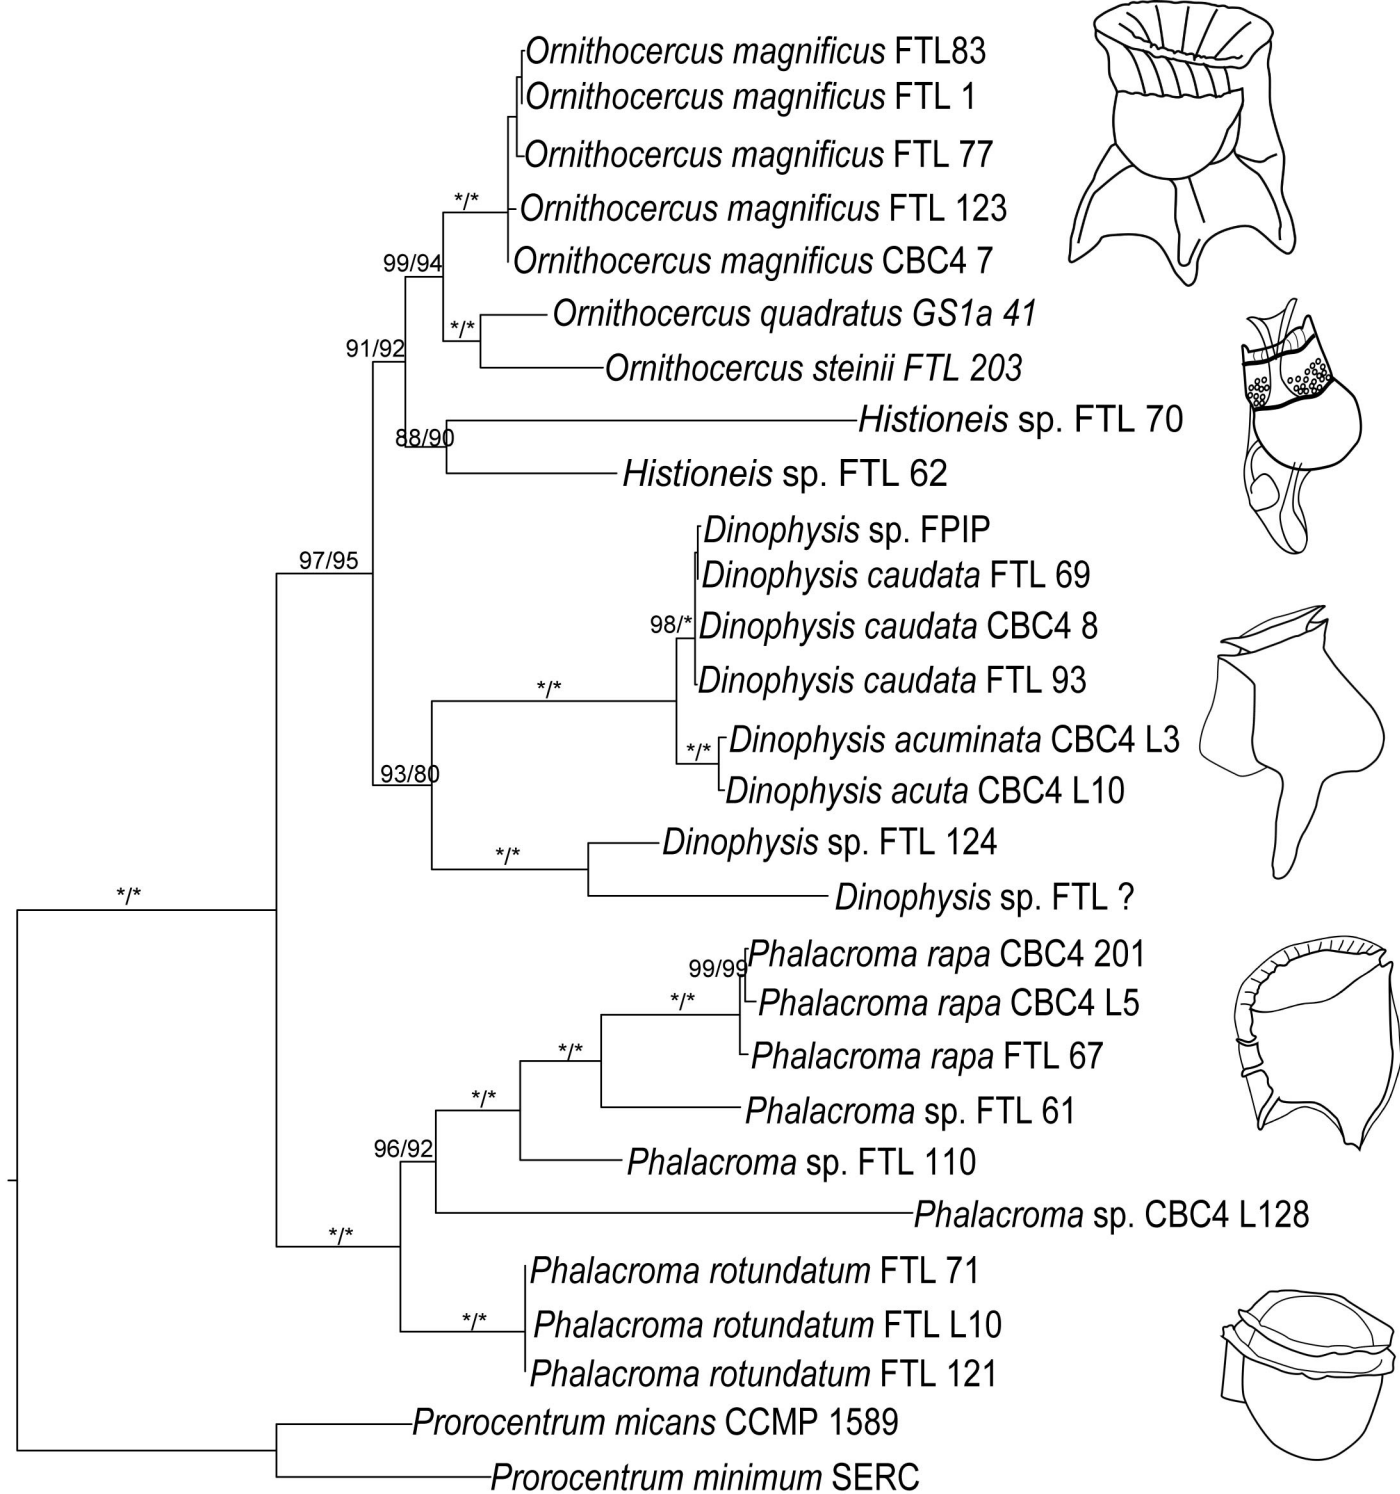 Ornithocercus magnificus FTL83
Ornithocercus magnificus FTL 1
Ornithocercus magnificus FTL 77
*/*
Ornithocercus magnificus FTL 123
99/94
Ornithocercus magnificus CBC4 7
Ornithocercus quadratus GS1a 41
*/*
91/92
Ornithocercus steinii FTL 203
Histioneis sp. FTL 70
88/90
Histioneis sp. FTL 62
Dinophysis sp. FPIP
97/95
Dinophysis caudata FTL 69
98/*
Dinophysis caudata CBC4 8
Dinophysis caudata FTL 93
*/*
Dinophysis acuminata CBC4 L3
*/*
93/80
Dinophysis acuta CBC4 L10
Dinophysis sp. FTL 124
*/*
*/*
Dinophysis sp. FTL ?
Phalacroma rapa CBC4 201
99/99
*/*
Phalacroma rapa CBC4 L5
*/*
Phalacroma rapa FTL 67
*/*
Phalacroma sp. FTL 61
96/92
Phalacroma sp. FTL 110
Phalacroma sp. CBC4 L128
*/*
Phalacroma rotundatum FTL 71
*/*
Phalacroma rotundatum FTL L10
Phalacroma rotundatum FTL 121
Prorocentrum micans CCMP 1589
Prorocentrum minimum SERC